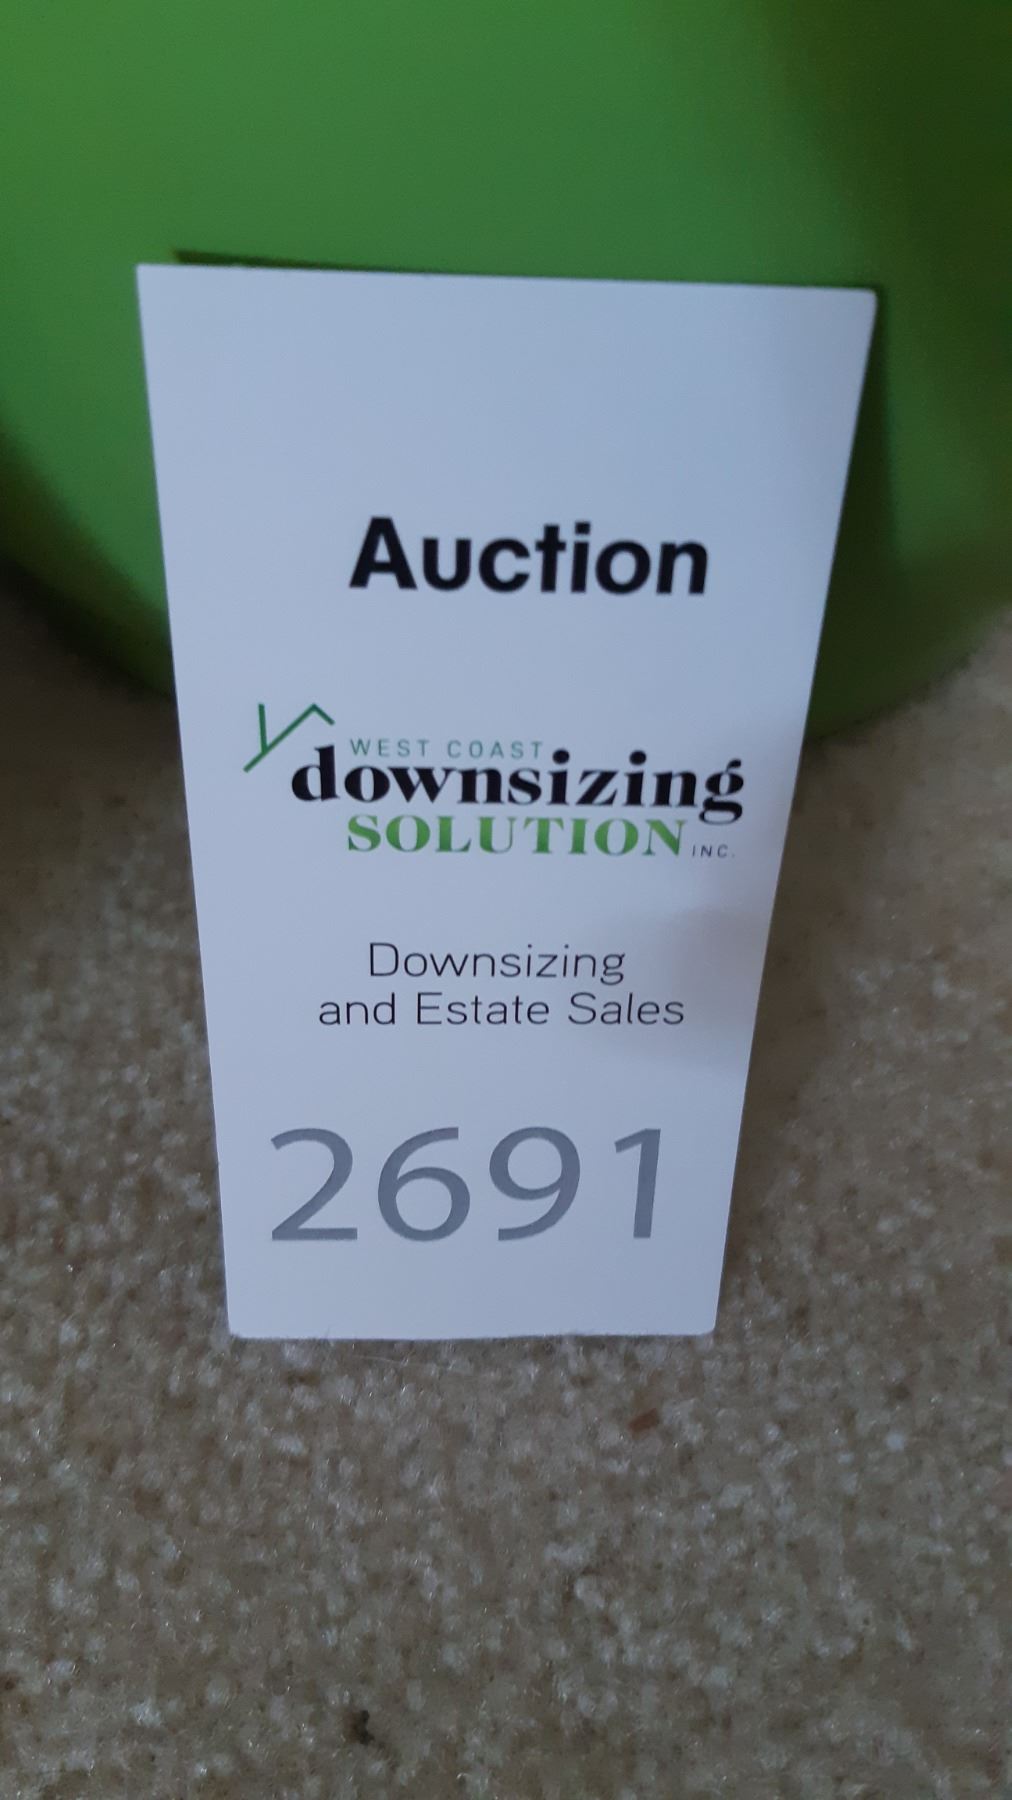 Auction
WEST COAST
downsizing
SOLUTION INC.
Downsizing
and Estate Sales
2691